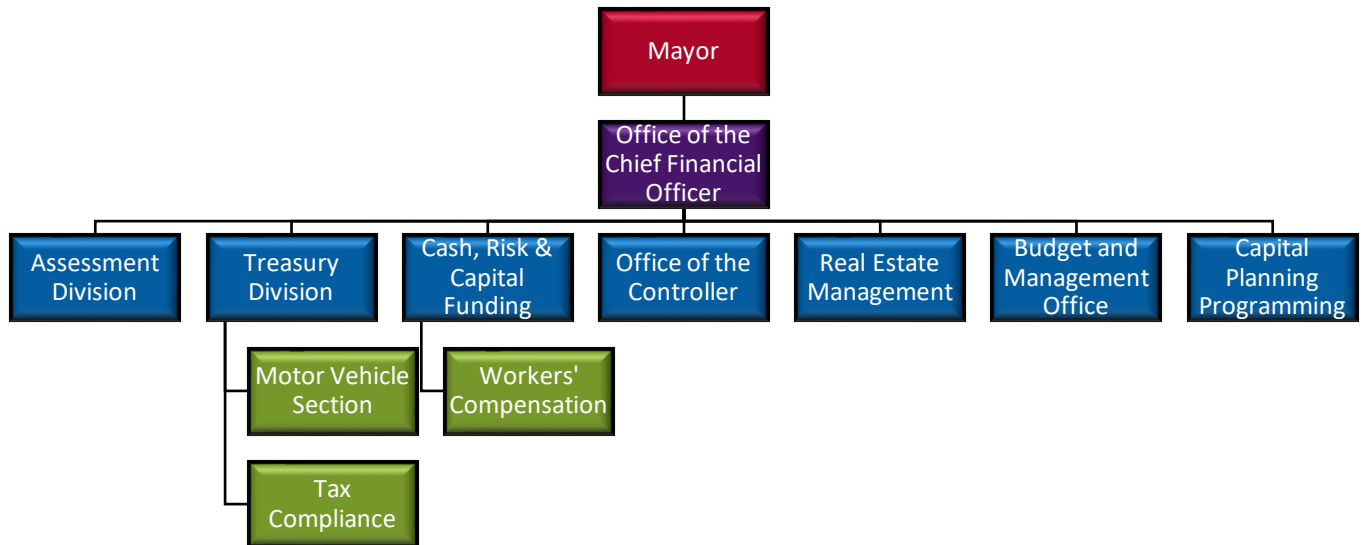 Mayor
Office of the
Chief Financial
Officer
Assessment
Division
Treasury
Division
Cash, Risk &
Capital
Funding
Office of the
Controller
Real Estate
Management
Budget and
Management
Office
Capital
Planning
Programming
Motor Vehicle
Section
Workers'
Compensation
Tax
Compliance